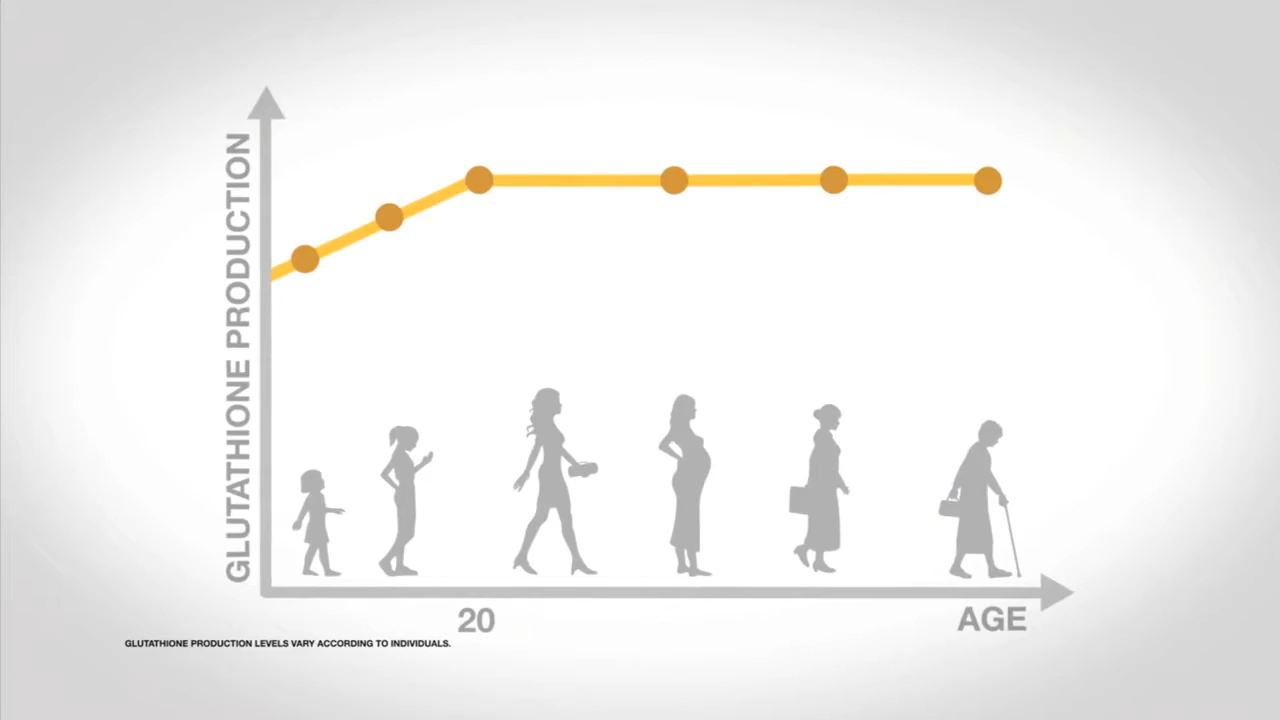 GLUTATHIONE PRODUCTION
20
AGE
GLUTATHIONE PRODUCTION LEVELS VARY ACCORDING TO INDIVIDUALS.